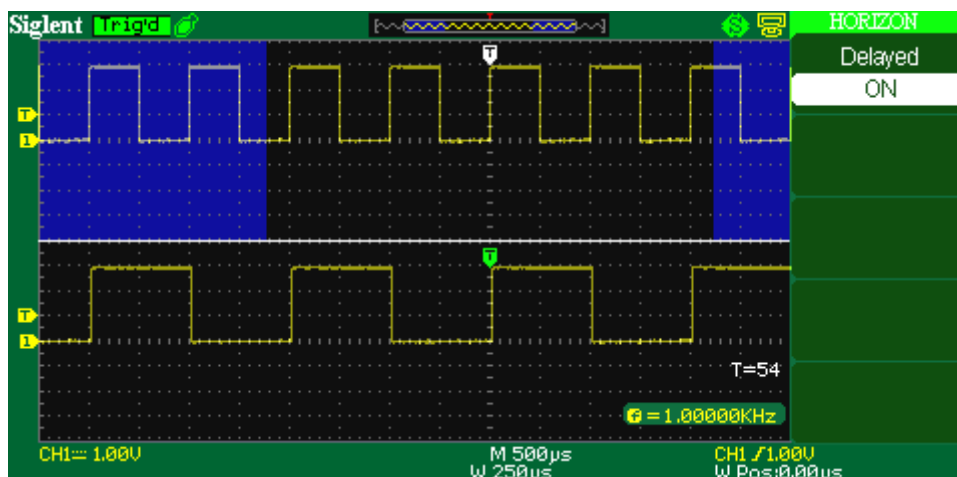 Siglent Trig'd S HORIZON
Delayed
ON
T
T
1
T
T
1
T=54
f = 1.00000KHz
CH1 1.00V M 500μs CH1 1.00V
W 250μs W Pos:0.00μs